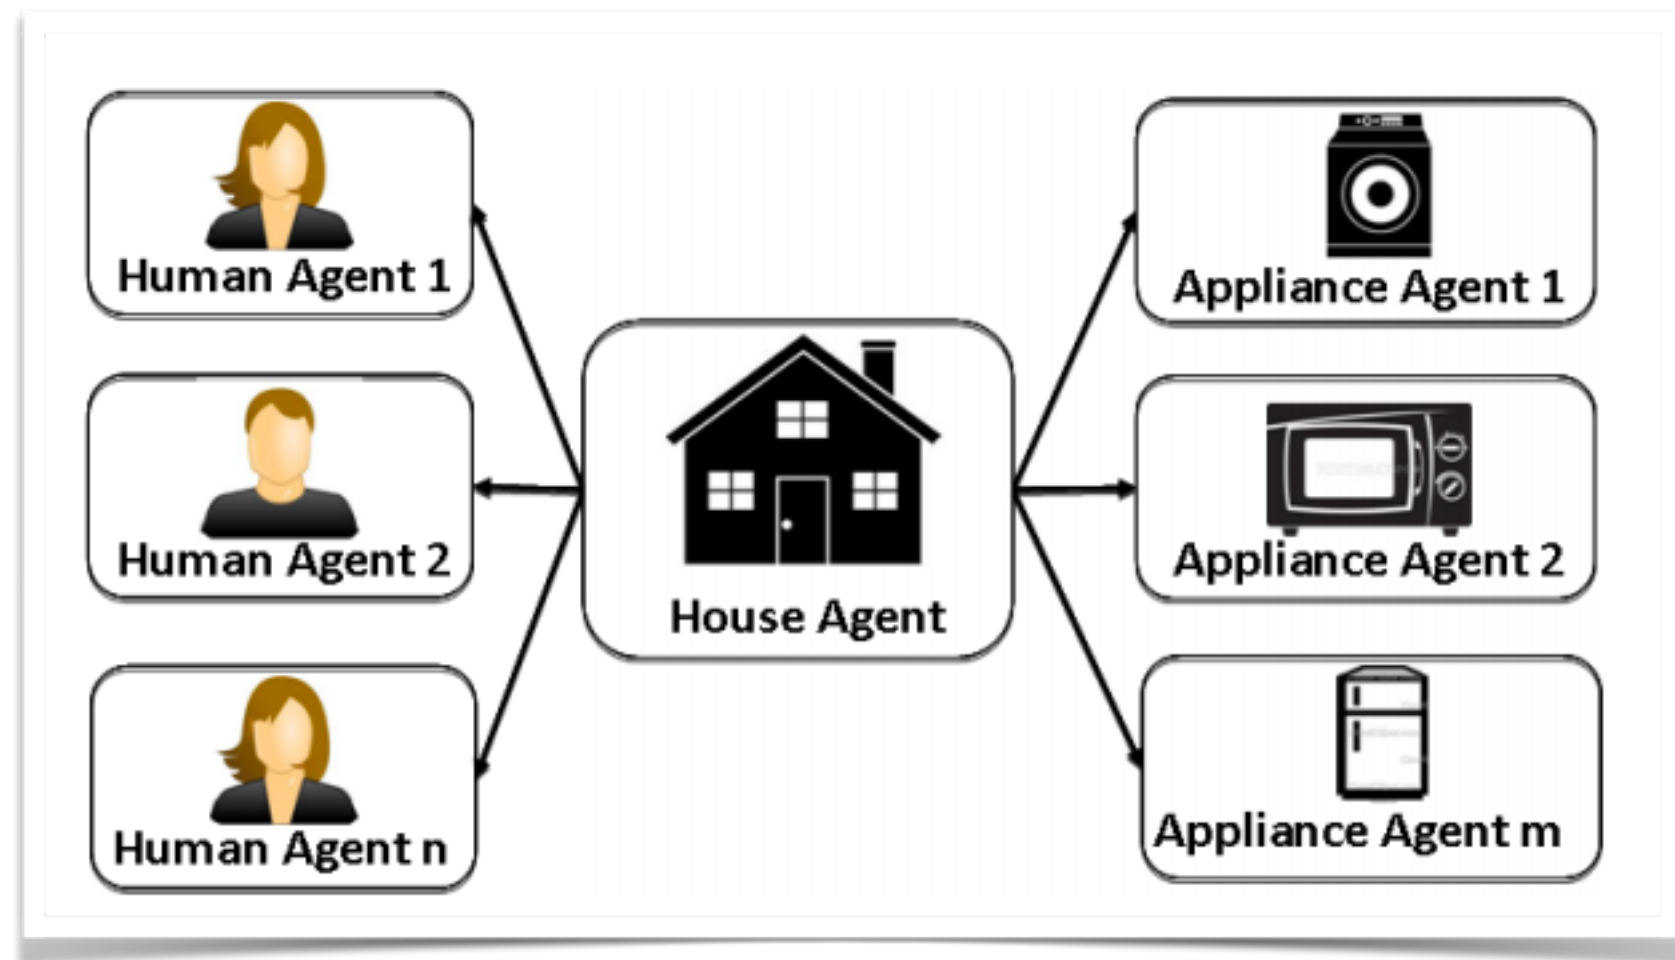 Human Agent 1
Human Agent 2
Human Agent n
House Agent
Appliance Agent 1
Appliance Agent 2
Appliance Agent m